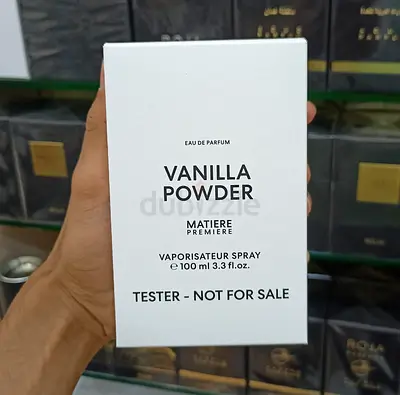 EAU DE PARFUM
VANILLA
POWDER
dubizzle
MATIERE
PREMIERE
VAPORISATEUR SPRAY
℮ 100 ml 3.3 fl.oz.
TESTER - NOT FOR SALE